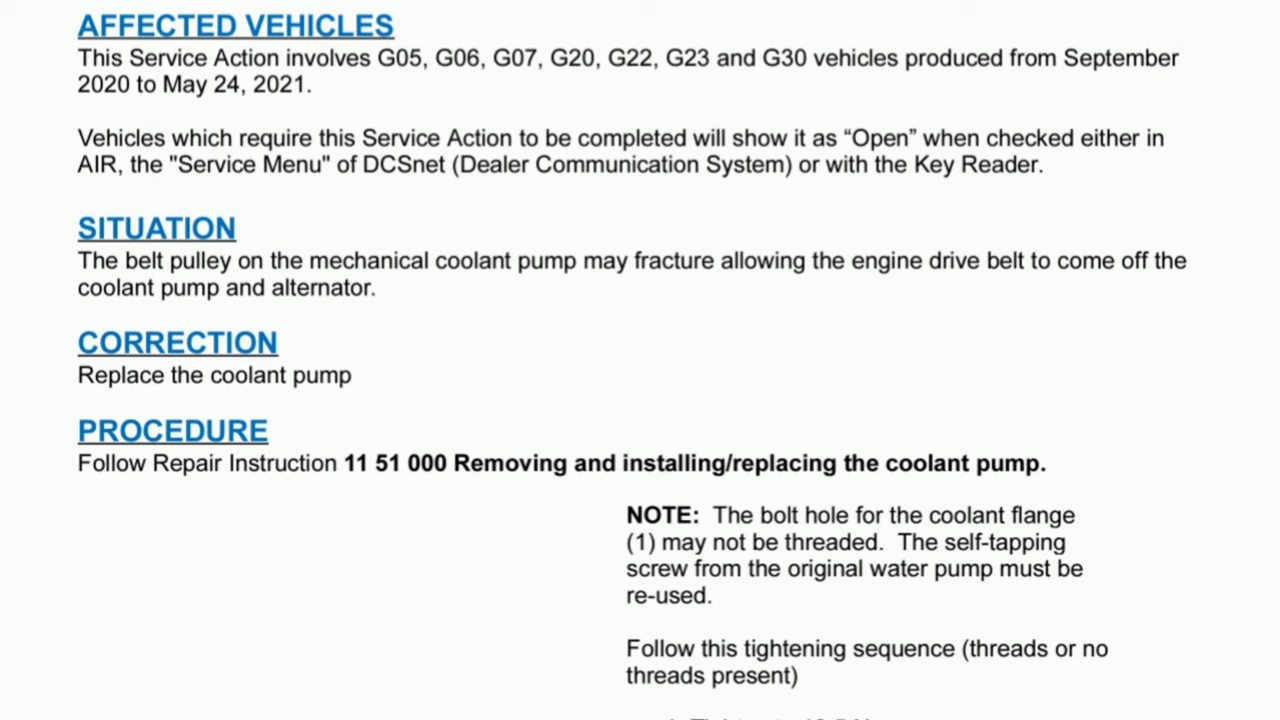 AFFECTED VEHICLES
This Service Action involves G05, G06, G07, G20, G22, G23 and G30 vehicles produced from September
2020 to May 24, 2021.
Vehicles which require this Service Action to be completed will show it as “Open” when checked either in
AIR, the "Service Menu" of DCSnet (Dealer Communication System) or with the Key Reader.
SITUATION
The belt pulley on the mechanical coolant pump may fracture allowing the engine drive belt to come off the
coolant pump and alternator.
CORRECTION
Replace the coolant pump
PROCEDURE
Follow Repair Instruction 11 51 000 Removing and installing/replacing the coolant pump.
NOTE: The bolt hole for the coolant flange
(1) may not be threaded. The self-tapping
screw from the original water pump must be
re-used.
Follow this tightening sequence (threads or no
threads present)